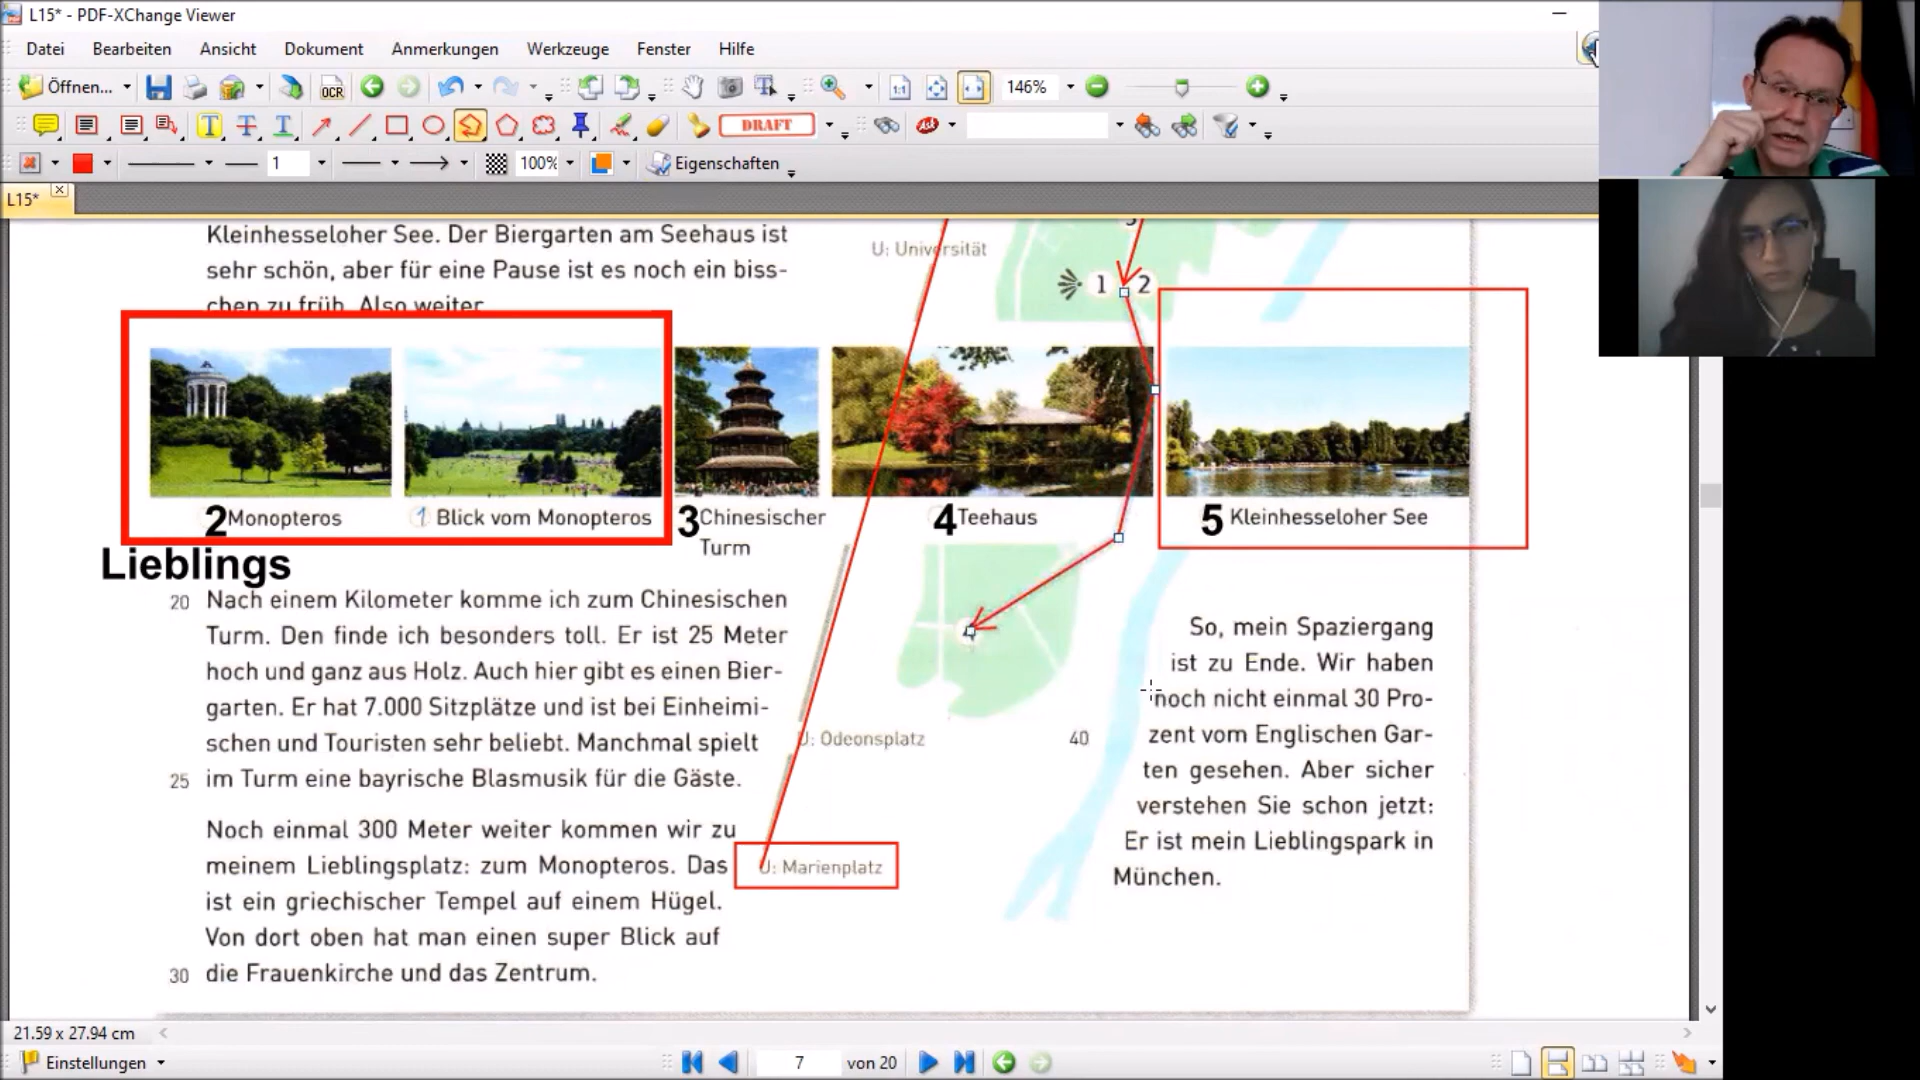 L15* - PDF-XChange Viewer
Datei Bearbeiten Ansicht Dokument Anmerkungen Werkzeuge Fenster Hilfe
Öffnen... OCR 1:1 146%
T T T DRAFT Ask
1 100% Eigenschaften
L15*
Kleinhesseloher See. Der Biergarten am Seehaus ist
sehr schön, aber für eine Pause ist es noch ein biss-
chen zu früh. Also weiter.
U: Universität
1 2
2 Monopteros
1 Blick vom Monopteros
3 Chinesischer
Turm
4 Teehaus
5 Kleinhesseloher See
Lieblings
20 Nach einem Kilometer komme ich zum Chinesischen
Turm. Den finde ich besonders toll. Er ist 25 Meter
hoch und ganz aus Holz. Auch hier gibt es einen Bier-
garten. Er hat 7.000 Sitzplätze und ist bei Einheimi-
schen und Touristen sehr beliebt. Manchmal spielt
25 im Turm eine bayrische Blasmusik für die Gäste.
Noch einmal 300 Meter weiter kommen wir zu
meinem Lieblingsplatz: zum Monopteros. Das
ist ein griechischer Tempel auf einem Hügel.
Von dort oben hat man einen super Blick auf
30 die Frauenkirche und das Zentrum.
U: Odeonsplatz
U: Marienplatz
So, mein Spaziergang
ist zu Ende. Wir haben
noch nicht einmal 30 Pro-
40 zent vom Englischen Gar-
ten gesehen. Aber sicher
verstehen Sie schon jetzt:
Er ist mein Lieblingspark in
München.
21.59 x 27.94 cm
Einstellungen 7 von 20